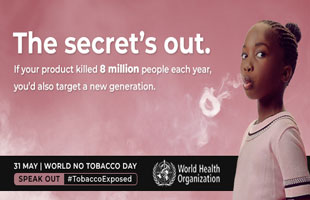 The secret's out.
If your product killed 8 million people each year,
you'd also target a new generation.
31 MAY | WORLD NO TOBACCO DAY
SPEAK OUT #TobaccoExposed
World Health
Organization